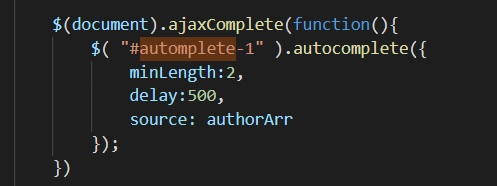 $(document).ajaxComplete(function(){
$( "#automplete-1" ).autocomplete({
minLength:2,
delay:500,
source: authorArr
});
})